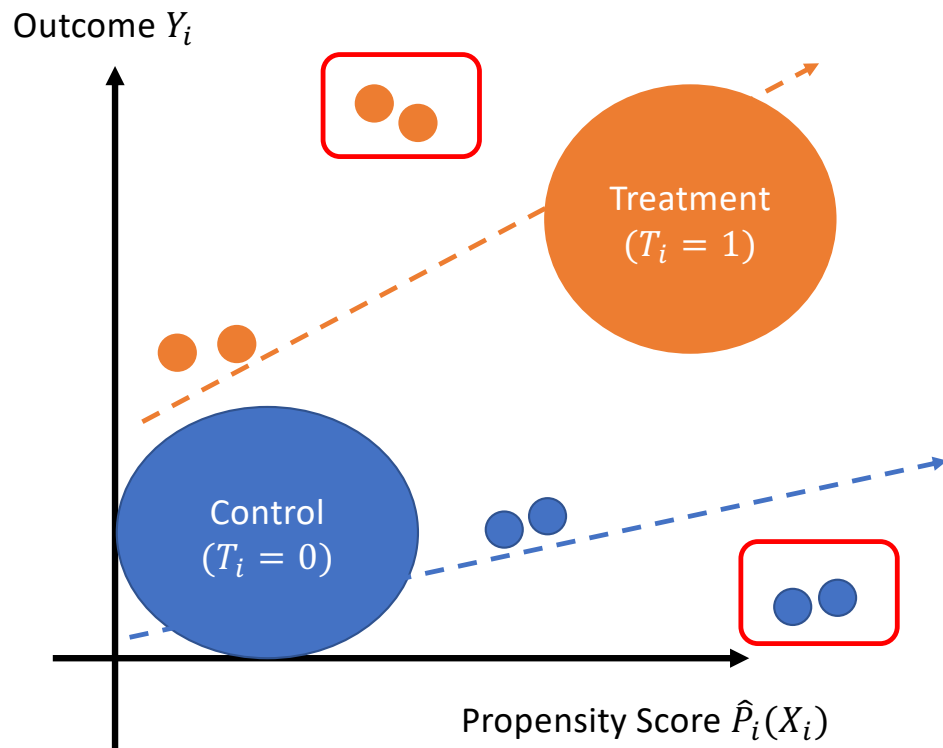 Outcome $Y_i$
Treatment
$(T_i = 1)$
Control
$(T_i = 0)$
Propensity Score $\hat{P}_i(X_i)$